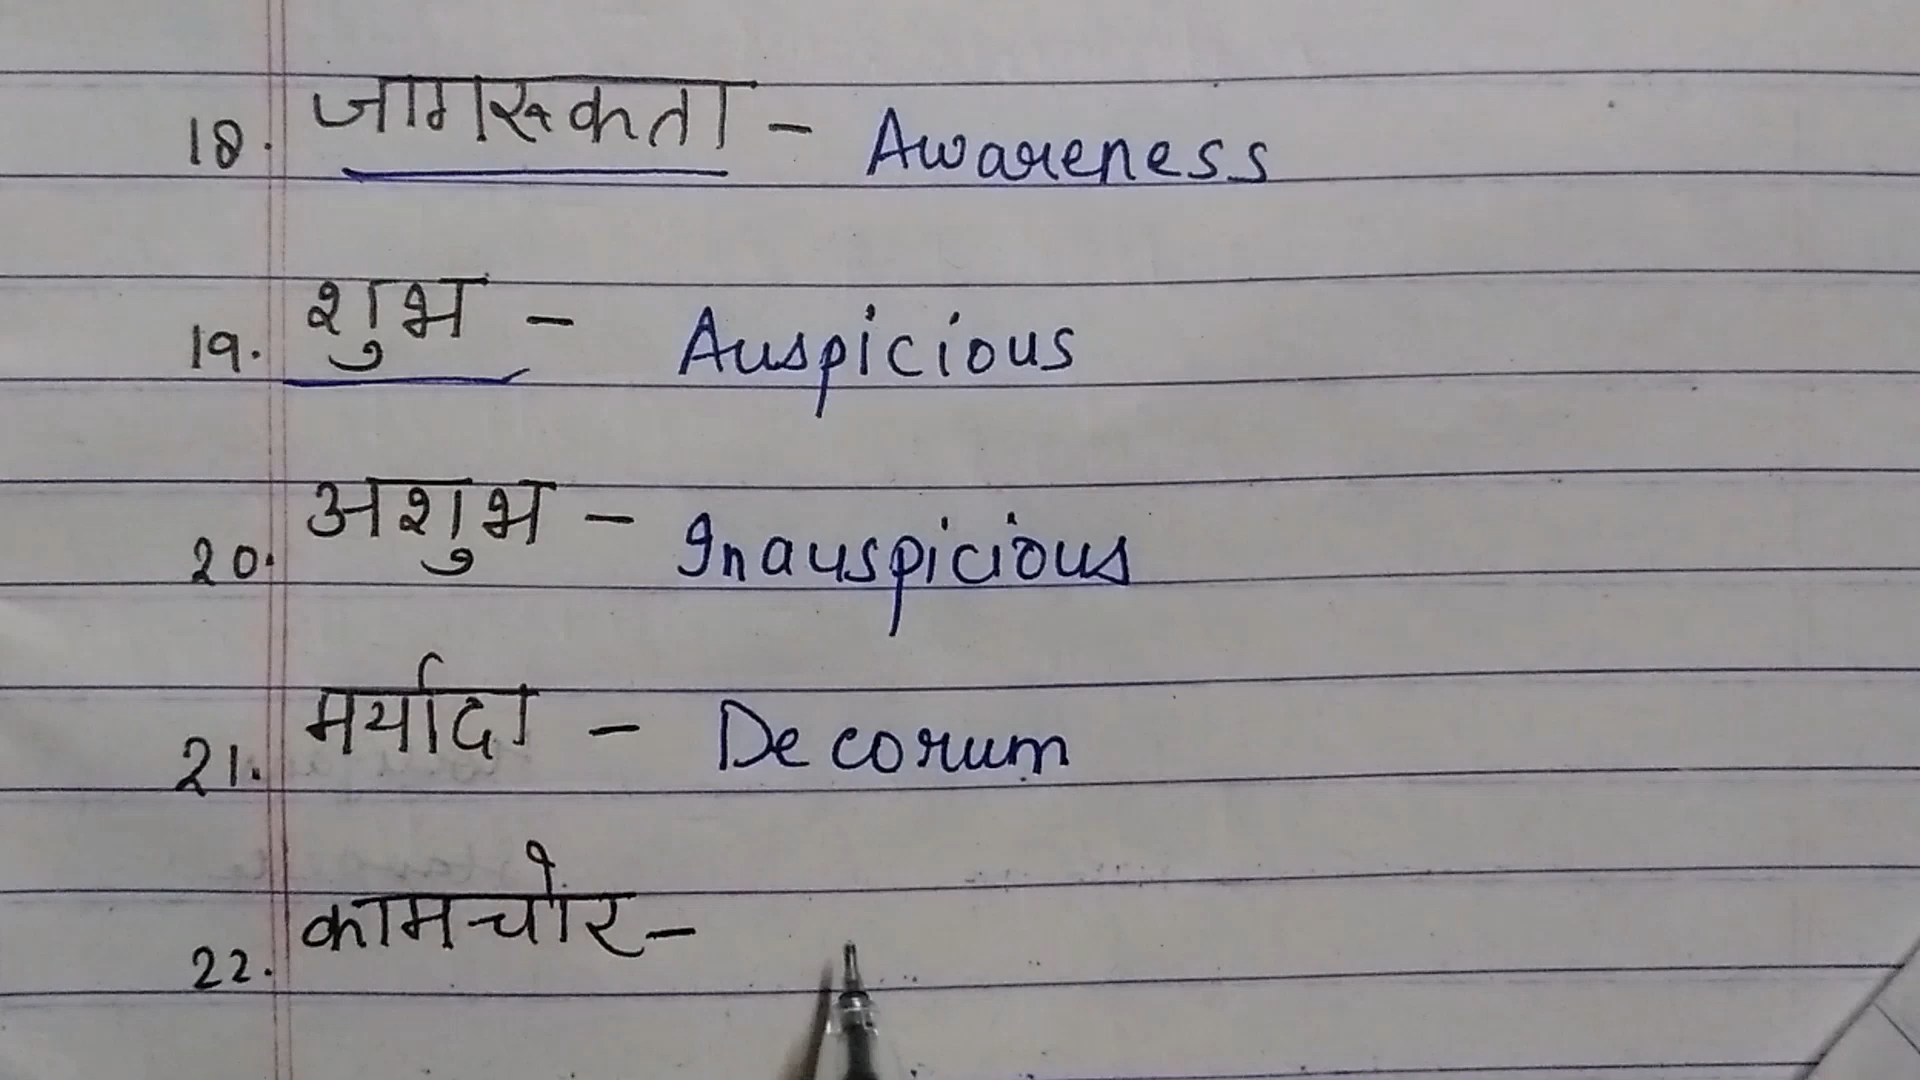 18. जागरूकता - Awareness
19. शुभ - Auspicious
20. अशुभ - Inauspicious
21. मर्यादा - Decorum
22. कामचोर -